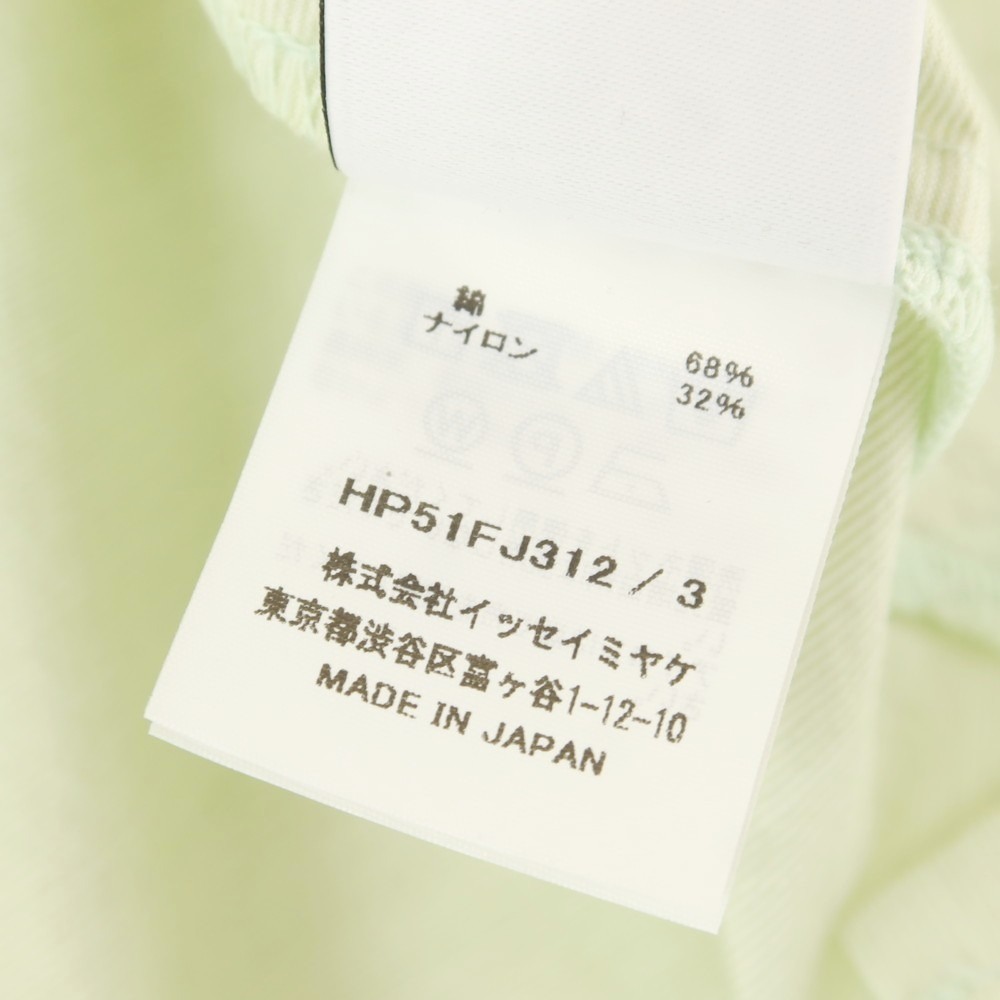 綿 68%
ナイロン 32%
HP51FJ312 / 3
株式会社イッセイミヤケ
東京都渋谷区富ヶ谷1-12-10
MADE IN JAPAN